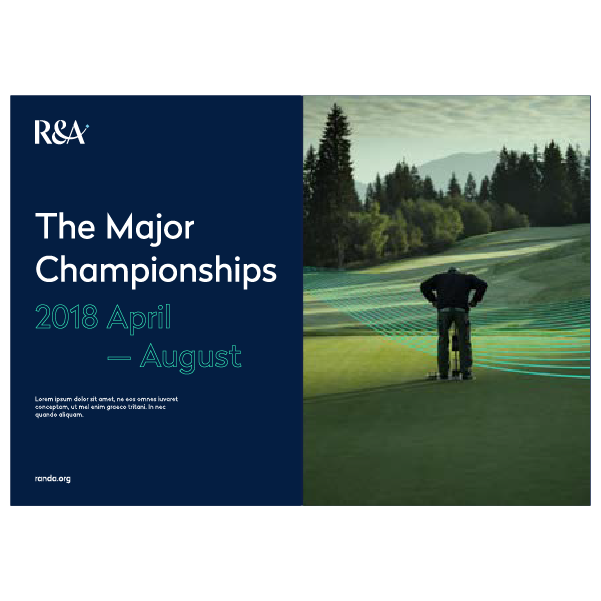 R&A
The Major
Championships
2018 April
— August
Lorem ipsum dolor sit amet, ne eos omnes iuvaret
conceptam, ut mel enim graeco tritani. In nec
quando aliquam.
randa.org